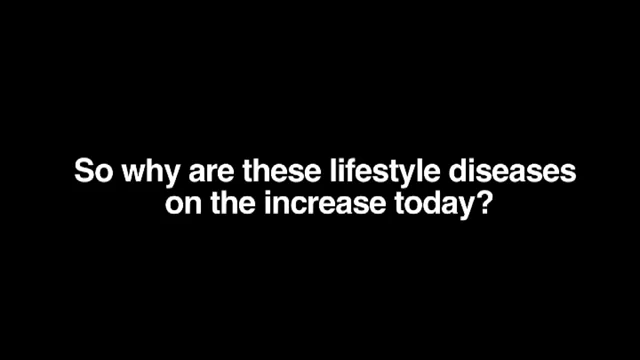 So why are these lifestyle diseases
on the increase today?